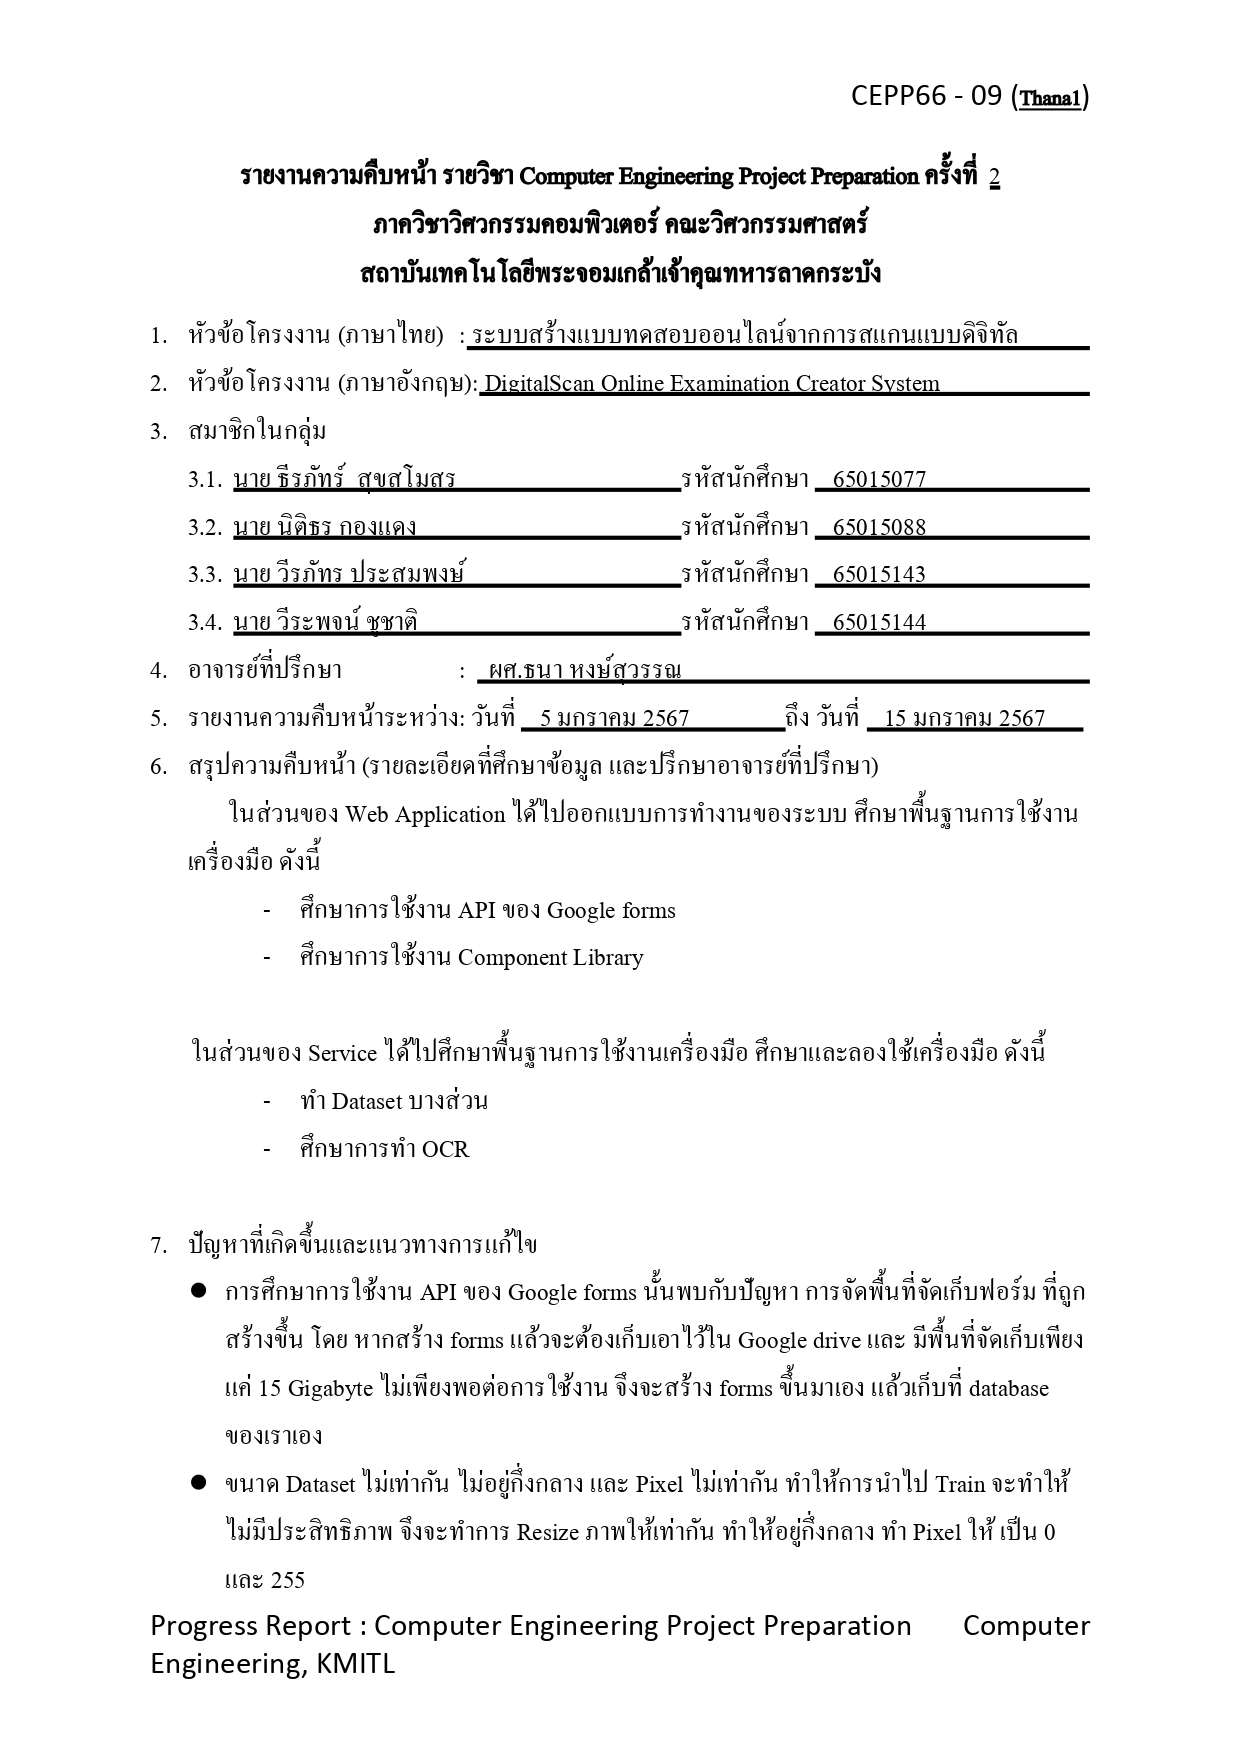 CEPP66 - 09 (Thana1)
รายงานความคืบหน้า รายวิชา Computer Engineering Project Preparation ครั้งที่ 2
ภาควิชาวิศวกรรมคอมพิวเตอร์ คณะวิศวกรรมศาสตร์
สถาบันเทคโนโลยีพระจอมเกล้าเจ้าคุณทหารลาดกระบัง
1. หัวข้อโครงงาน (ภาษาไทย) : ระบบสร้างแบบทดสอบออนไลน์จากการสแกนแบบดิจิทัล
2. หัวข้อโครงงาน (ภาษาอังกฤษ): DigitalScan Online Examination Creator System
3. สมาชิกในกลุ่ม
3.1. นาย ธีรภัทร์ สุขสโมสร รหัสนักศึกษา 65015077
3.2. นาย นิติธร กองแดง รหัสนักศึกษา 65015088
3.3. นาย วีรภัทร ประสมพงษ์ รหัสนักศึกษา 65015143
3.4. นาย วีระพจน์ ชูชาติ รหัสนักศึกษา 65015144
4. อาจารย์ที่ปรึกษา : ผศ.ธนา หงษ์สุวรรณ
5. รายงานความคืบหน้าระหว่าง: วันที่ 5 มกราคม 2567 ถึง วันที่ 15 มกราคม 2567
6. สรุปความคืบหน้า (รายละเอียดที่ศึกษาข้อมูล และปรึกษาอาจารย์ที่ปรึกษา)
ในส่วนของ Web Application ได้ไปออกแบบการทำงานของระบบ ศึกษาพื้นฐานการใช้งาน
เครื่องมือ ดังนี้
- ศึกษาการใช้งาน API ของ Google forms
- ศึกษาการใช้งาน Component Library
ในส่วนของ Service ได้ไปศึกษาพื้นฐานการใช้งานเครื่องมือ ศึกษาและลองใช้เครื่องมือ ดังนี้
- ทำ Dataset บางส่วน
- ศึกษาการทำ OCR
7. ปัญหาที่เกิดขึ้นและแนวทางการแก้ไข
● การศึกษาการใช้งาน API ของ Google forms นั้นพบกับปัญหา การจัดพื้นที่จัดเก็บฟอร์ม ที่ถูก
สร้างขึ้น โดย หากสร้าง forms แล้วจะต้องเก็บเอาไว้ใน Google drive และ มีพื้นที่จัดเก็บเพียง
แค่ 15 Gigabyte ไม่เพียงพอต่อการใช้งาน จึงจะสร้าง forms ขึ้นมาเอง แล้วเก็บที่ database
ของเราเอง
● ขนาด Dataset ไม่เท่ากัน ไม่อยู่กึ่งกลาง และ Pixel ไม่เท่ากัน ทำให้การนำไป Train จะทำให้
ไม่มีประสิทธิภาพ จึงจะทำการ Resize ภาพให้เท่ากัน ทำให้อยู่กึ่งกลาง ทำ Pixel ให้ เป็น 0
และ 255
Progress Report : Computer Engineering Project Preparation Computer
Engineering, KMITL